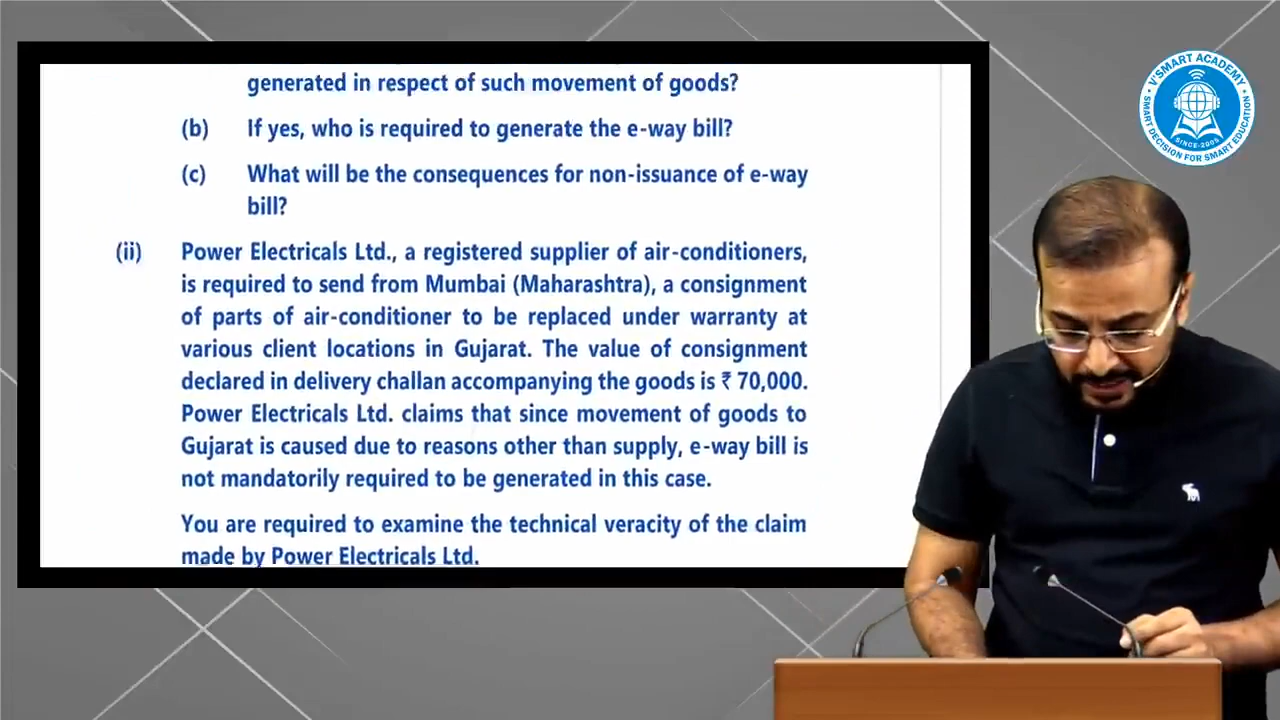 generated in respect of such movement of goods?
(b) If yes, who is required to generate the e-way bill?
(c) What will be the consequences for non-issuance of e-way
bill?
(ii) Power Electricals Ltd., a registered supplier of air-conditioners,
is required to send from Mumbai (Maharashtra), a consignment
of parts of air-conditioner to be replaced under warranty at
various client locations in Gujarat. The value of consignment
declared in delivery challan accompanying the goods is ₹ 70,000.
Power Electricals Ltd. claims that since movement of goods to
Gujarat is caused due to reasons other than supply, e-way bill is
not mandatorily required to be generated in this case.
You are required to examine the technical veracity of the claim
made by Power Electricals Ltd.
V'SMART ACADEMY
SMART DECISION FOR SMART EDUCATION
SINCE-2005